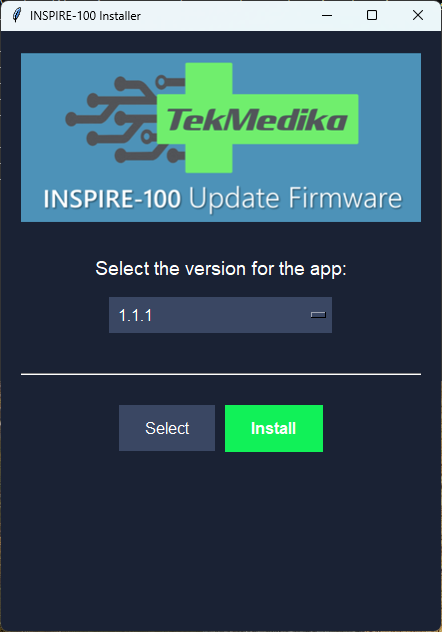 INSPIRE-100 Installer
TekMedika
INSPIRE-100 Update Firmware
Select the version for the app:
1.1.1
Select Install